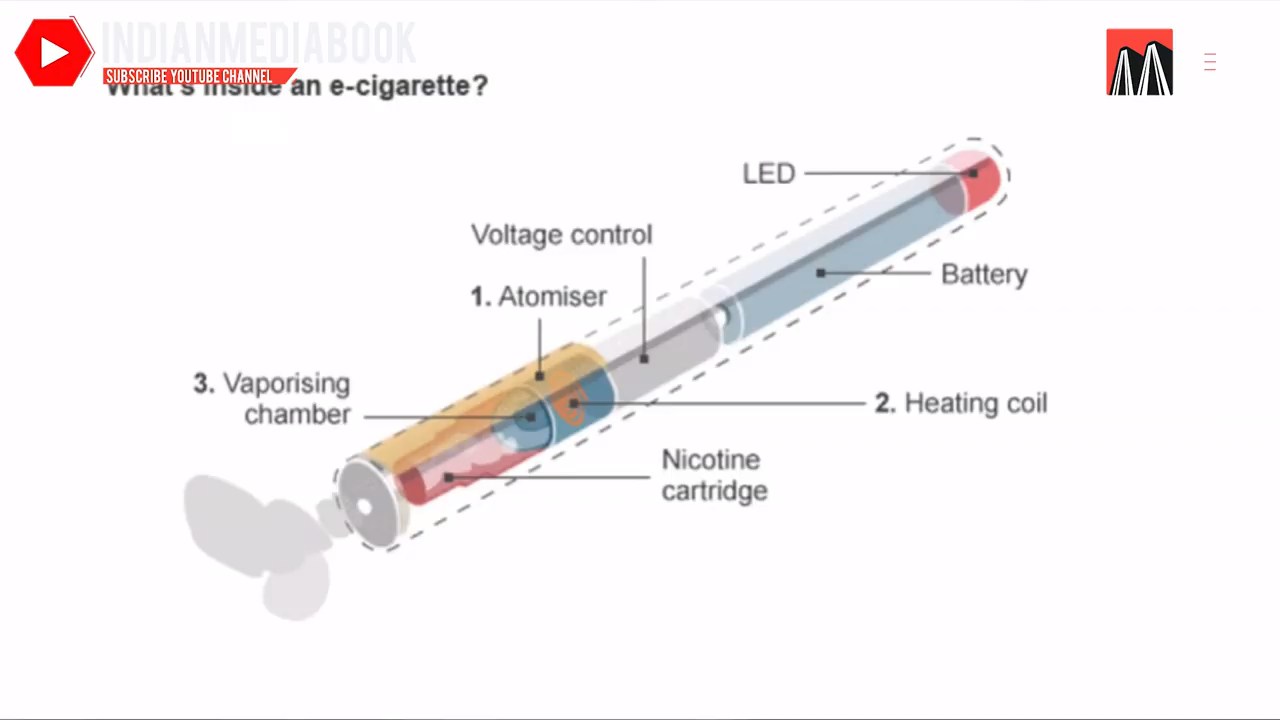 INDIANMEDIABOOK
SUBSCRIBE YOUTUBE CHANNEL
What's inside an e-cigarette?
LED
Voltage control
Battery
1. Atomiser
3. Vaporising
chamber
2. Heating coil
Nicotine
cartridge